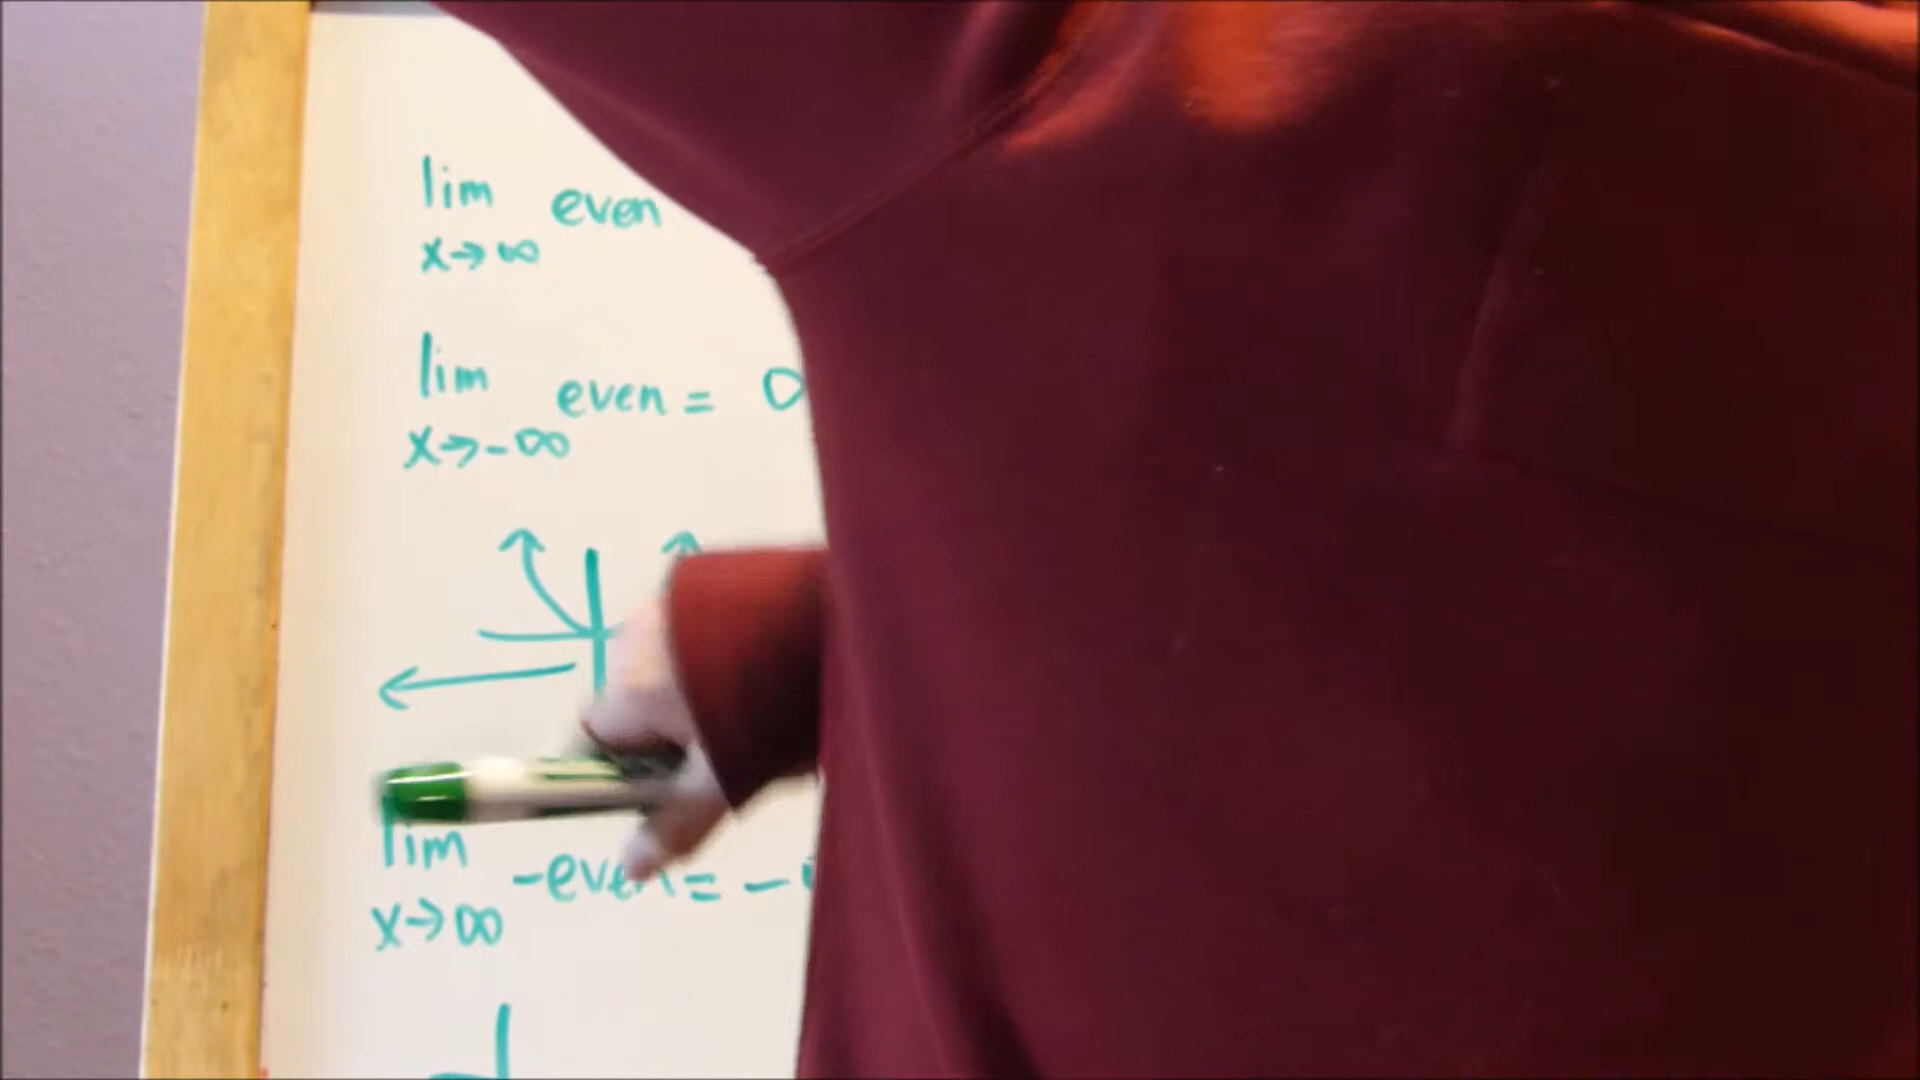 lim even
x→∞
lim even =
x→-∞
lim -even = -
x→∞